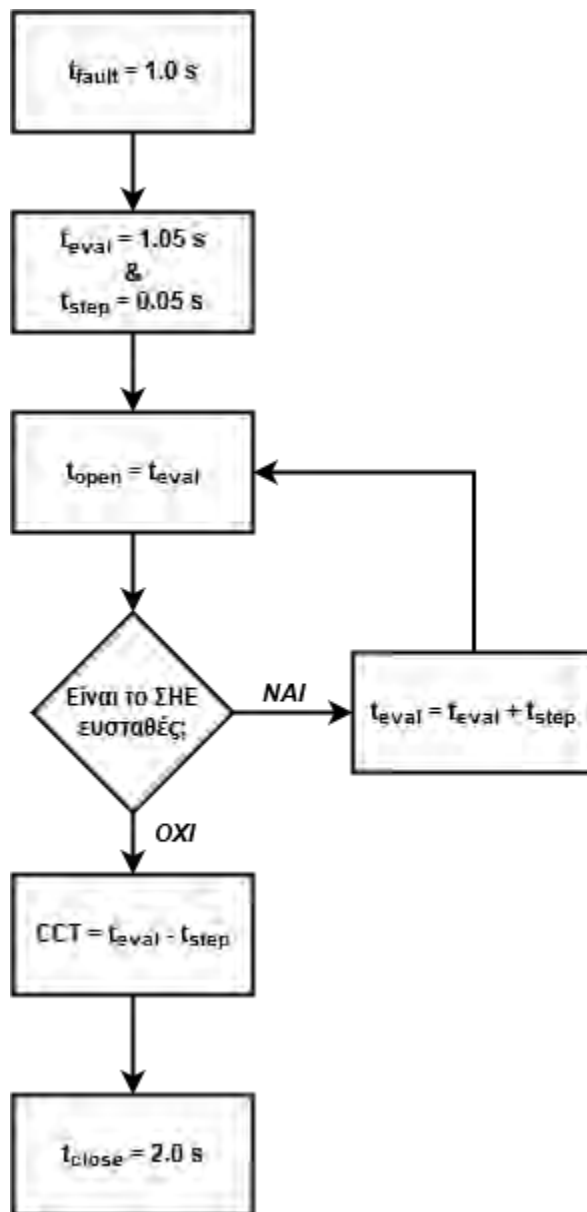 t_fault = 1.0 s
t_eval = 1.05 s
&
t_step = 0.05 s
t_open = t_eval
Είναι το ΣΗΕ
ευσταθές;
ΝΑΙ
t_eval = t_eval + t_step
ΟΧΙ
CCT = t_eval - t_step
t_close = 2.0 s